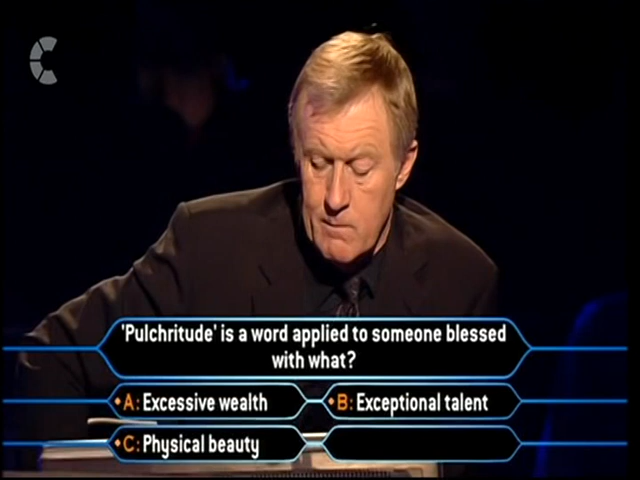 'Pulchritude' is a word applied to someone blessed
with what?
A: Excessive wealth
B: Exceptional talent
C: Physical beauty